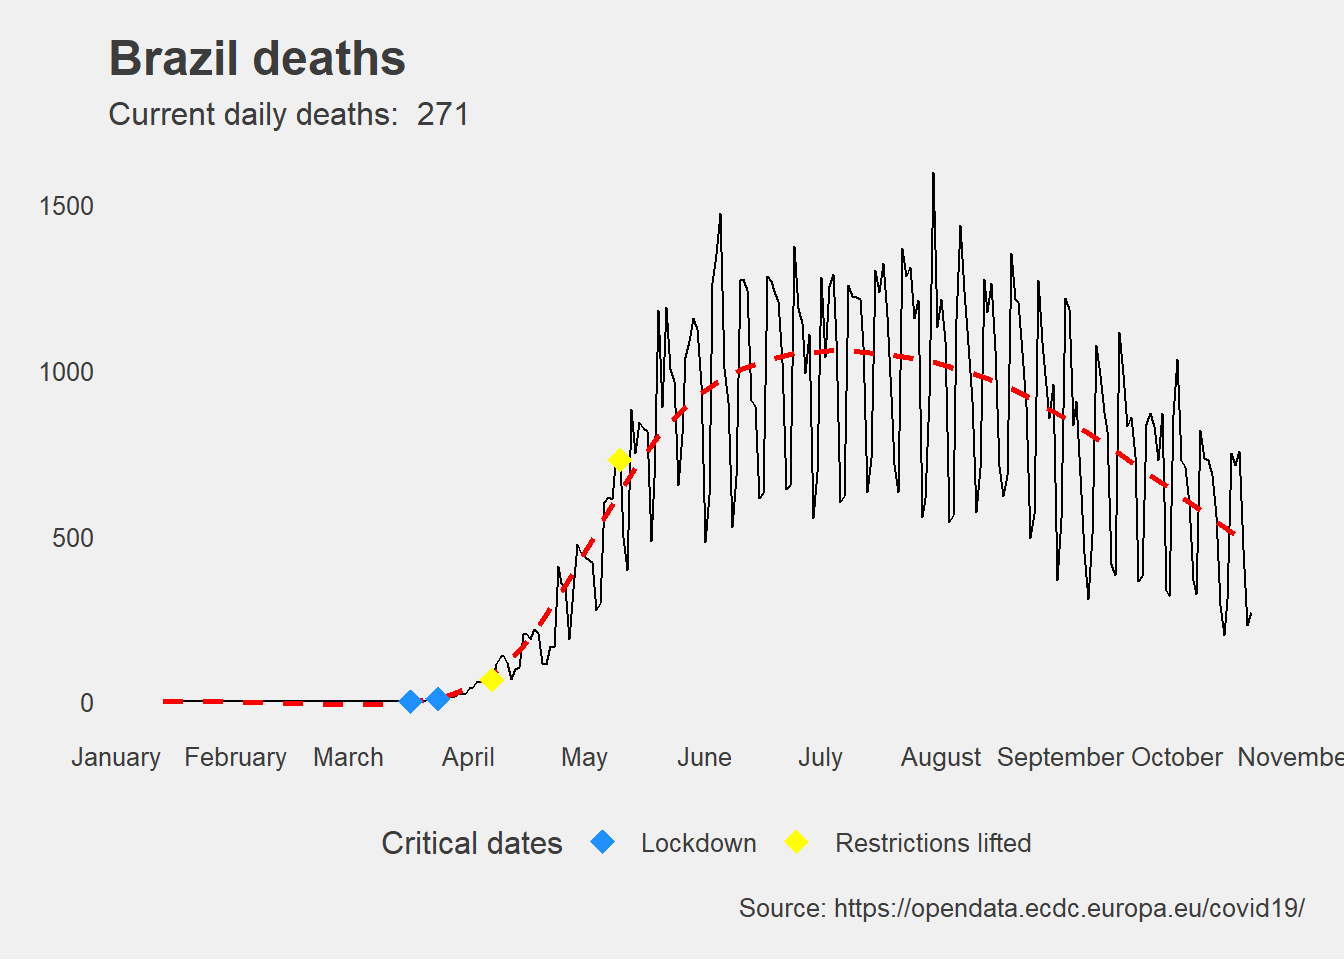 Brazil deaths
Current daily deaths:  271
1500
1000
500
0
January February March April May June July August September October Novembe
Critical dates Lockdown Restrictions lifted
Source: https://opendata.ecdc.europa.eu/covid19/